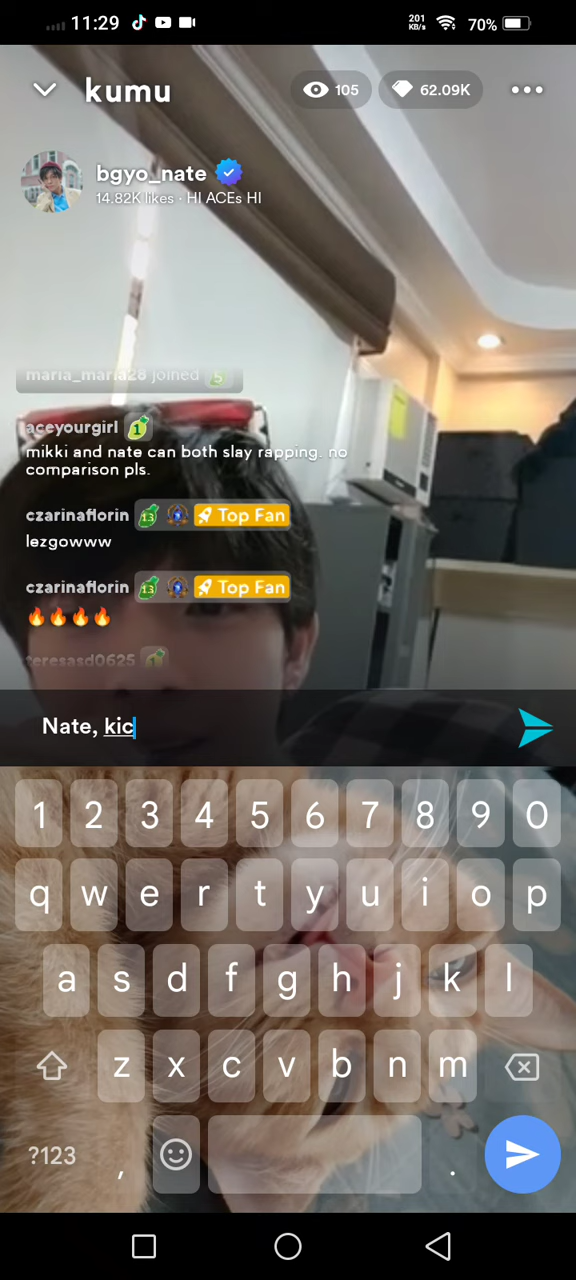 11:29
201
KB/s
70%
kumu
105
62.09K
bgyo_nate
14.82K likes · HI ACEs HI
maria_maria28 joined 5
aceyourgirl 1
mikki and nate can both slay rapping. no
comparison pls.
czarinaflorin 13 Top Fan
lezgowww
czarinaflorin 13 Top Fan
🔥🔥🔥🔥
teresasd0625 1
Nate, kic
1 2 3 4 5 6 7 8 9 0
q w e r t y u i o p
a s d f g h j k l
z x c v b n m
?123 , .